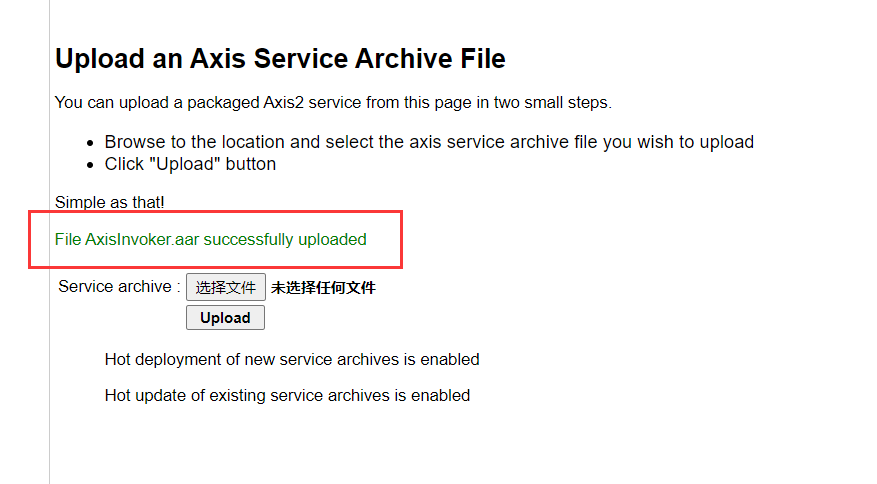 Upload an Axis Service Archive File
You can upload a packaged Axis2 service from this page in two small steps.
Browse to the location and select the axis service archive file you wish to upload
Click "Upload" button
Simple as that!
File AxisInvoker.aar successfully uploaded
Service archive : 选择文件 未选择任何文件
Upload
Hot deployment of new service archives is enabled
Hot update of existing service archives is enabled